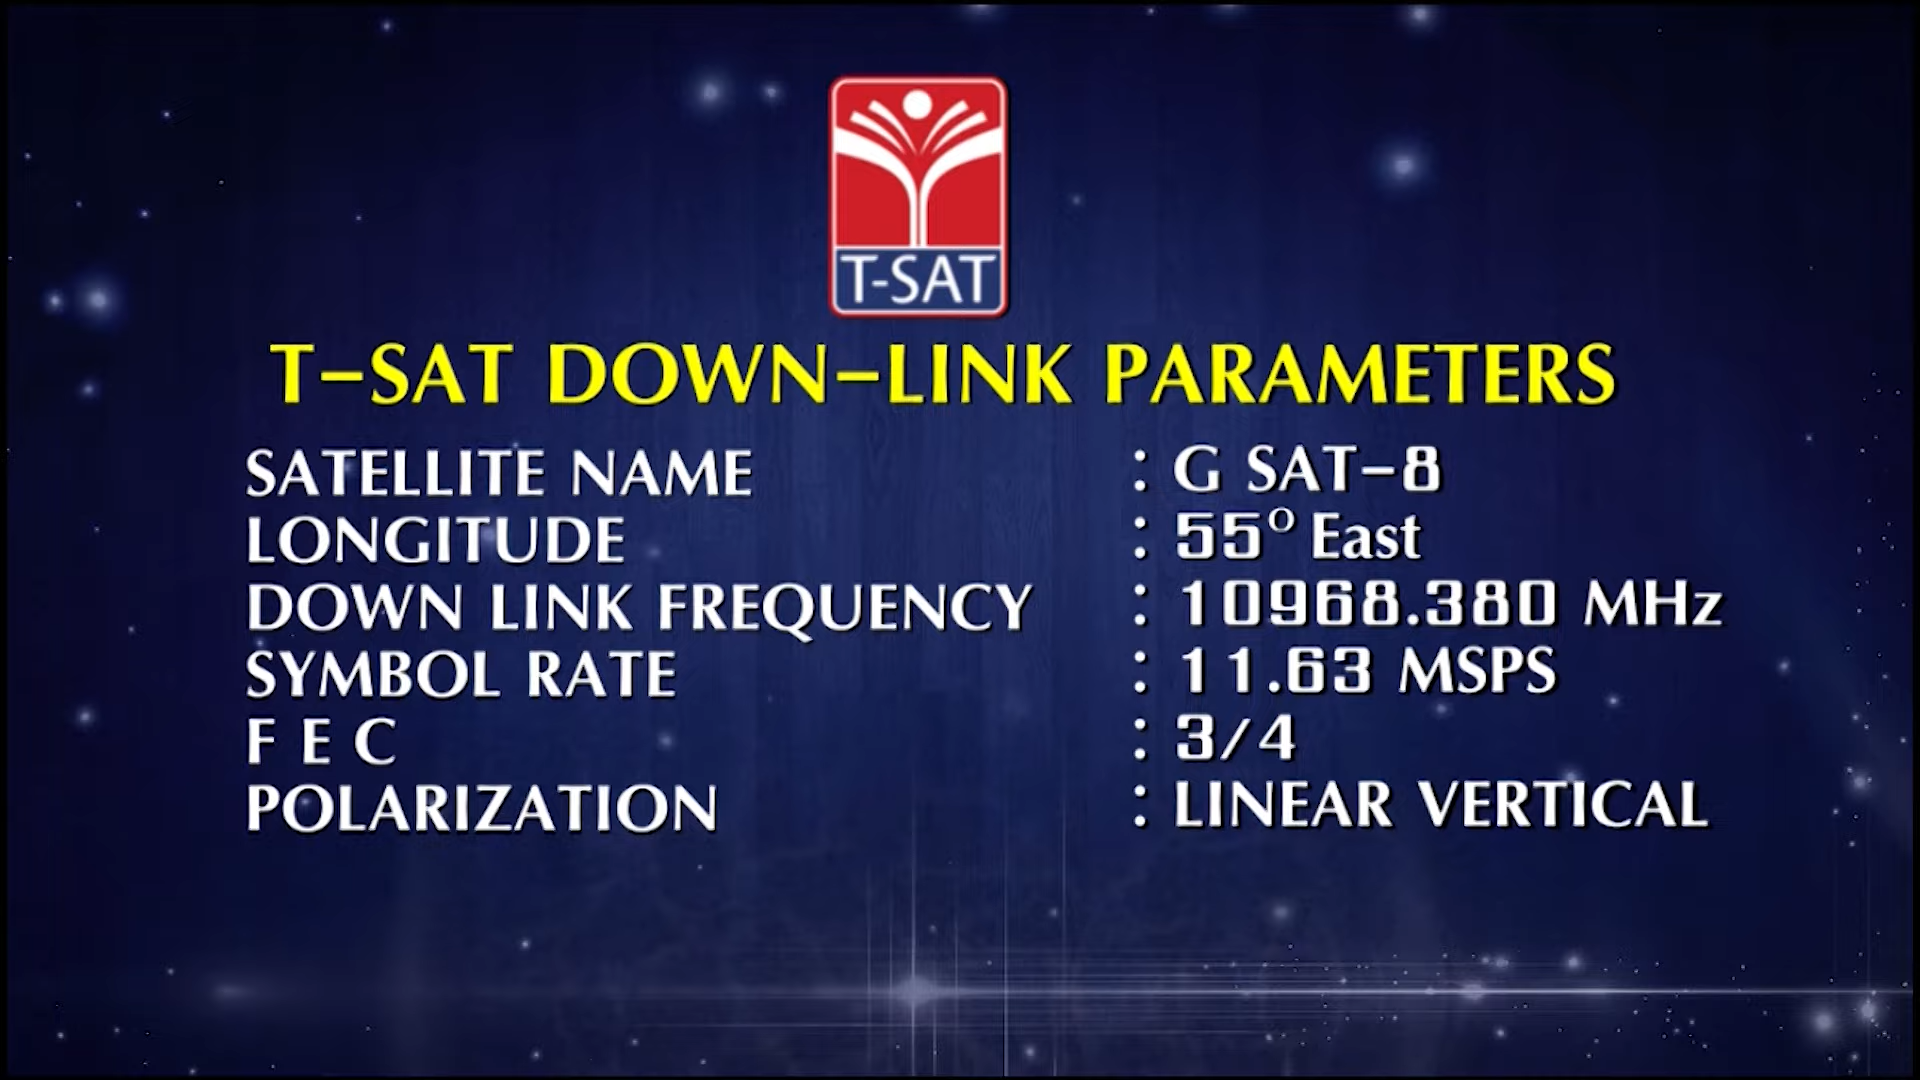 T-SAT
T-SAT DOWN-LINK PARAMETERS
SATELLITE NAME : G SAT-8
LONGITUDE : 55° East
DOWN LINK FREQUENCY : 10968.380 MHz
SYMBOL RATE : 11.63 MSPS
F E C : 3/4
POLARIZATION : LINEAR VERTICAL